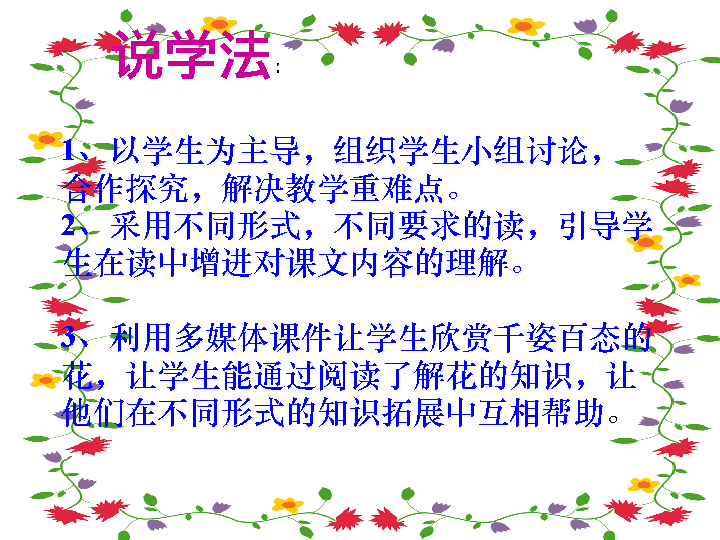 说学法：
1、以学生为主导，组织学生小组讨论，
合作探究，解决教学重难点。
2、采用不同形式，不同要求的读，引导学
生在读中增进对课文内容的理解。
3、利用多媒体课件让学生欣赏千姿百态的
花，让学生能通过阅读了解花的知识，让
他们在不同形式的知识拓展中互相帮助。